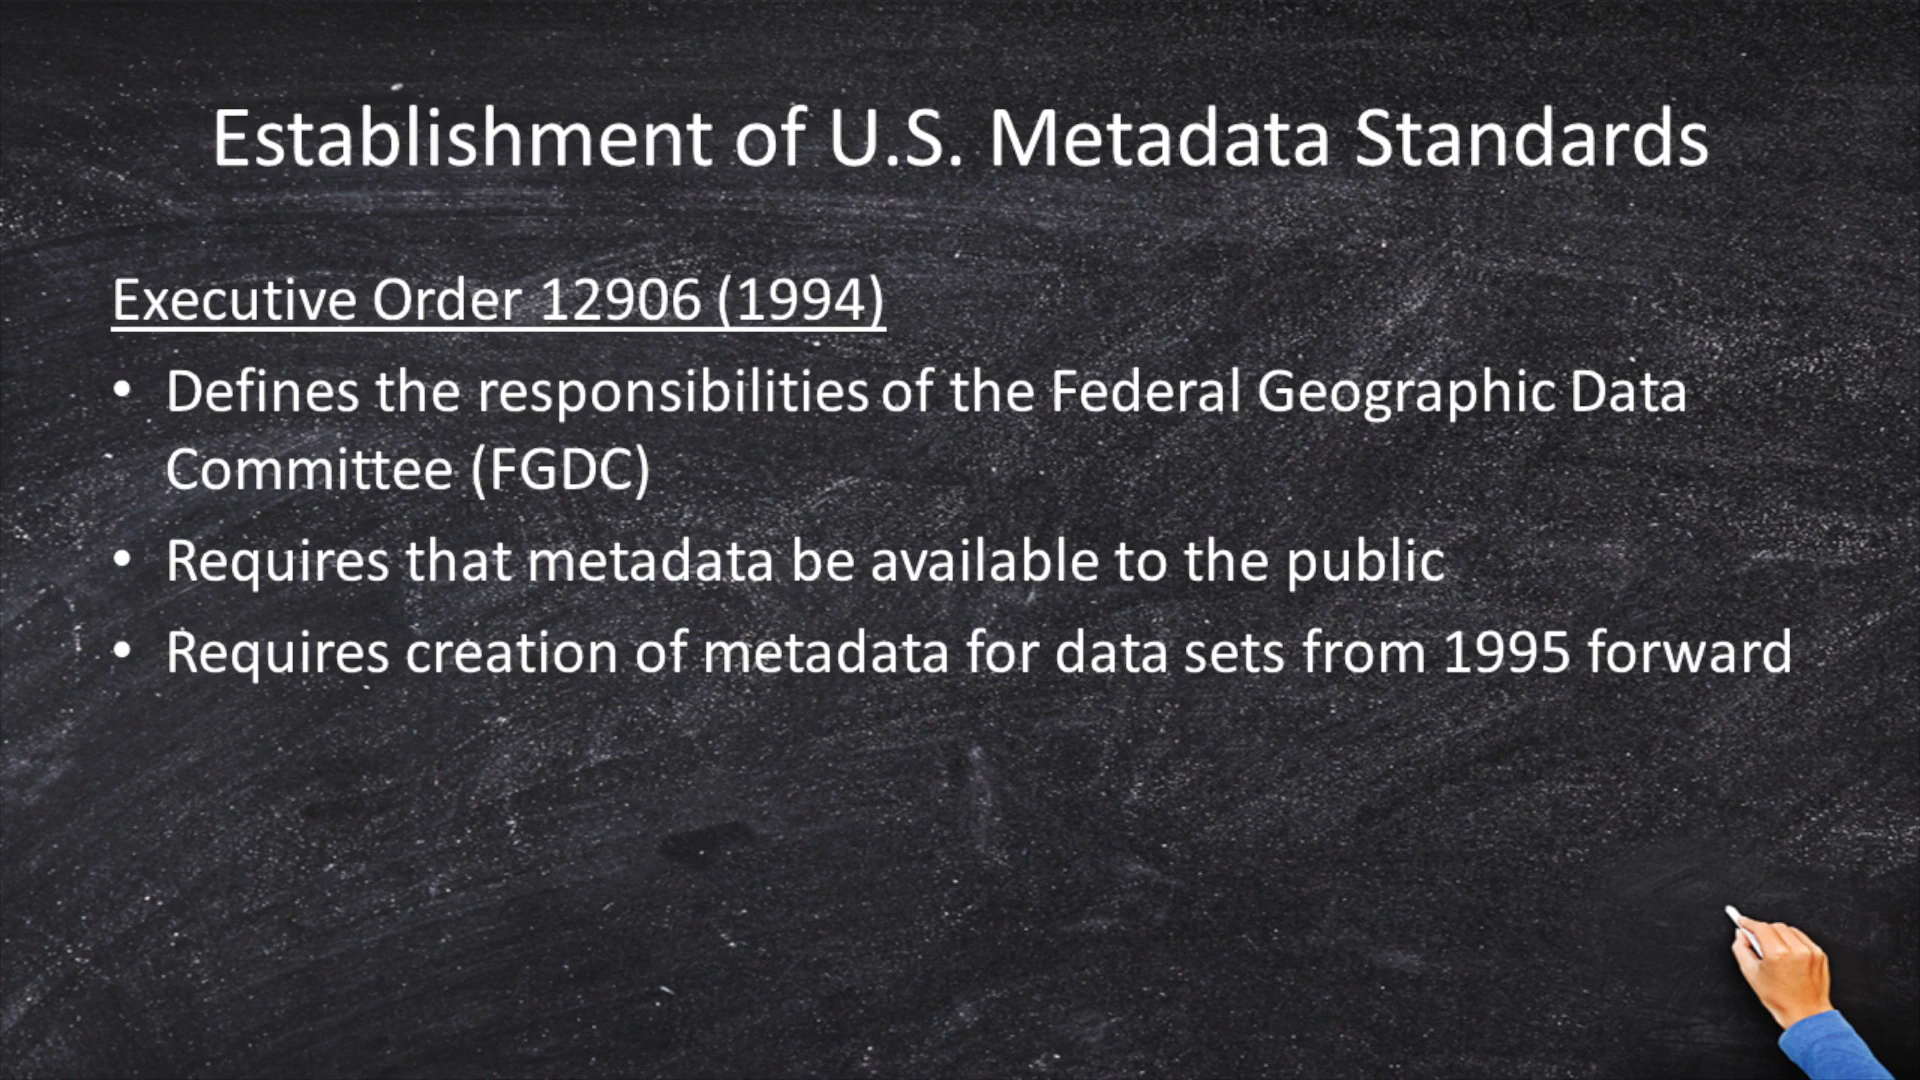 Establishment of U.S. Metadata Standards
Executive Order 12906 (1994)
• Defines the responsibilities of the Federal Geographic Data
Committee (FGDC)
• Requires that metadata be available to the public
• Requires creation of metadata for data sets from 1995 forward